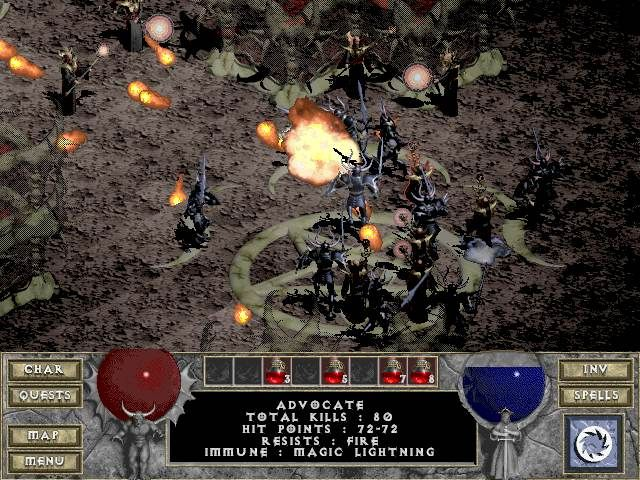 3 5 7 8
CHAR
INV
QUESTS
SPELLS
ADVOCATE
TOTAL KILLS : 80
HIT POINTS : 72-72
RESISTS : FIRE
IMMUNE : MAGIC LIGHTNING
MAP
MENU